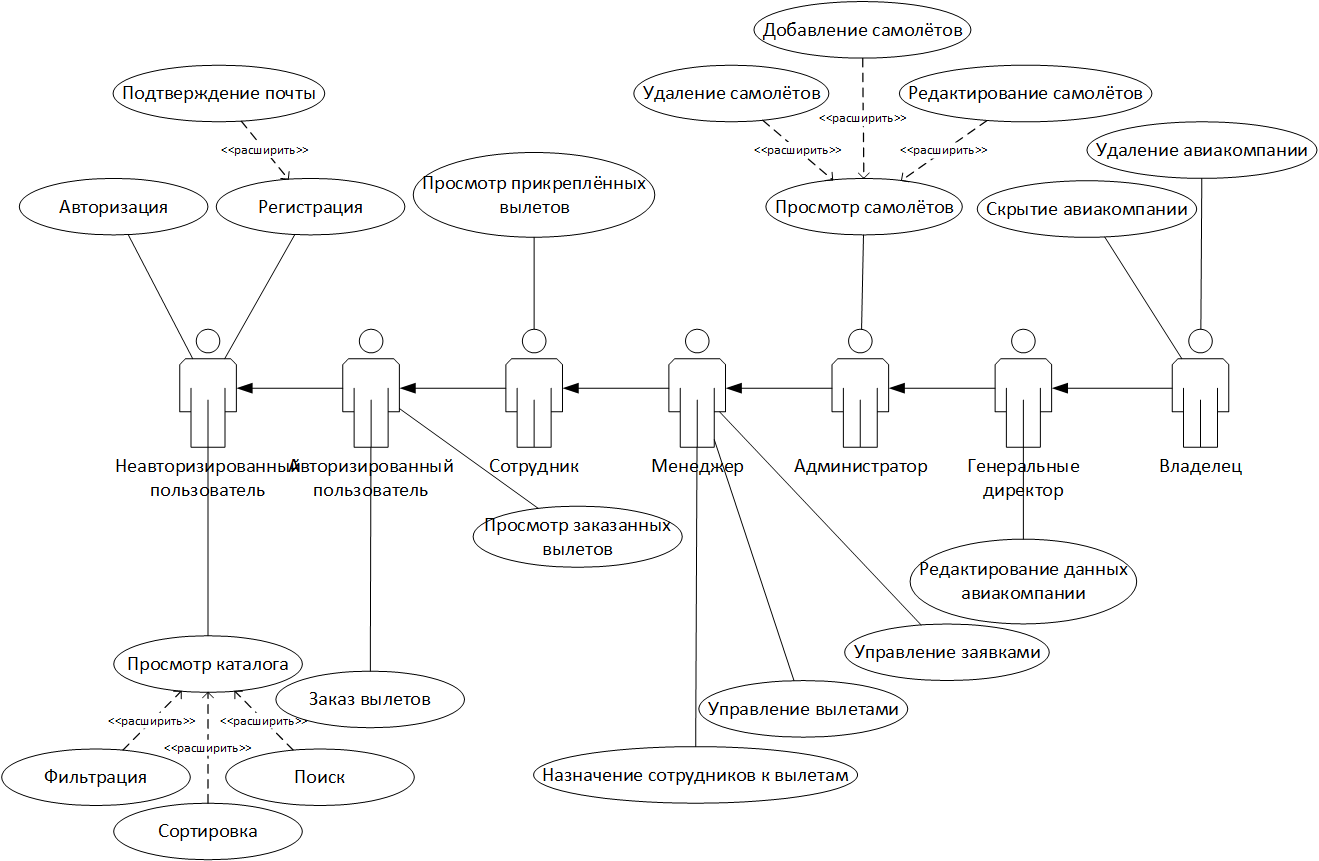 Добавление самолётов
Подтверждение почты
Удаление самолётов
Редактирование самолётов
<<расширить>>
<<расширить>>
<<расширить>>
<<расширить>>
Удаление авиакомпании
Просмотр прикреплённых
вылетов
Авторизация
Регистрация
Просмотр самолётов
Скрытие авиакомпании
Неавторизированный
пользователь
Авторизированный
пользователь
Сотрудник
Менеджер
Администратор
Генеральные
директор
Владелец
Просмотр заказанных
вылетов
Редактирование данных
авиакомпании
Управление заявками
Просмотр каталога
Заказ вылетов
Управление вылетами
<<расширить>>
<<расширить>>
<<расширить>>
Фильтрация
Поиск
Назначение сотрудников к вылетам
Сортировка